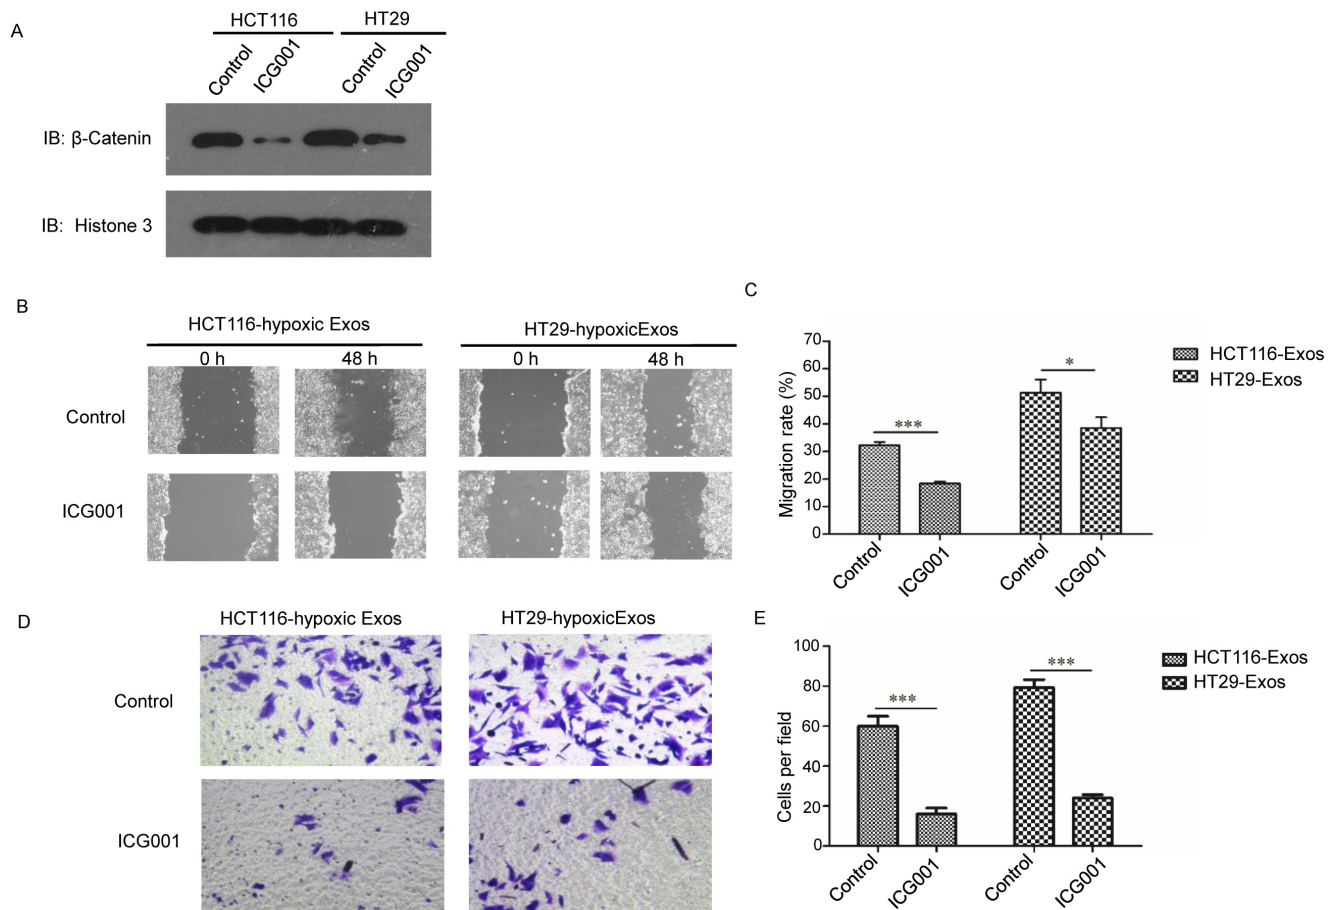 A
HCT116 HT29
Control ICG001 Control ICG001
IB: β-Catenin
IB: Histone 3
B
HCT116-hypoxic Exos HT29-hypoxicExos
0 h 48 h 0 h 48 h
Control
ICG001
C
Migration rate (%)
70
60
50
40
30
20
10
0
*** *
Control ICG001 Control ICG001
HCT116-Exos
HT29-Exos
D
HCT116-hypoxic Exos HT29-hypoxicExos
Control
ICG001
E
Cells per field
100
80
60
40
20
0
*** ***
Control ICG001 Control ICG001
HCT116-Exos
HT29-Exos